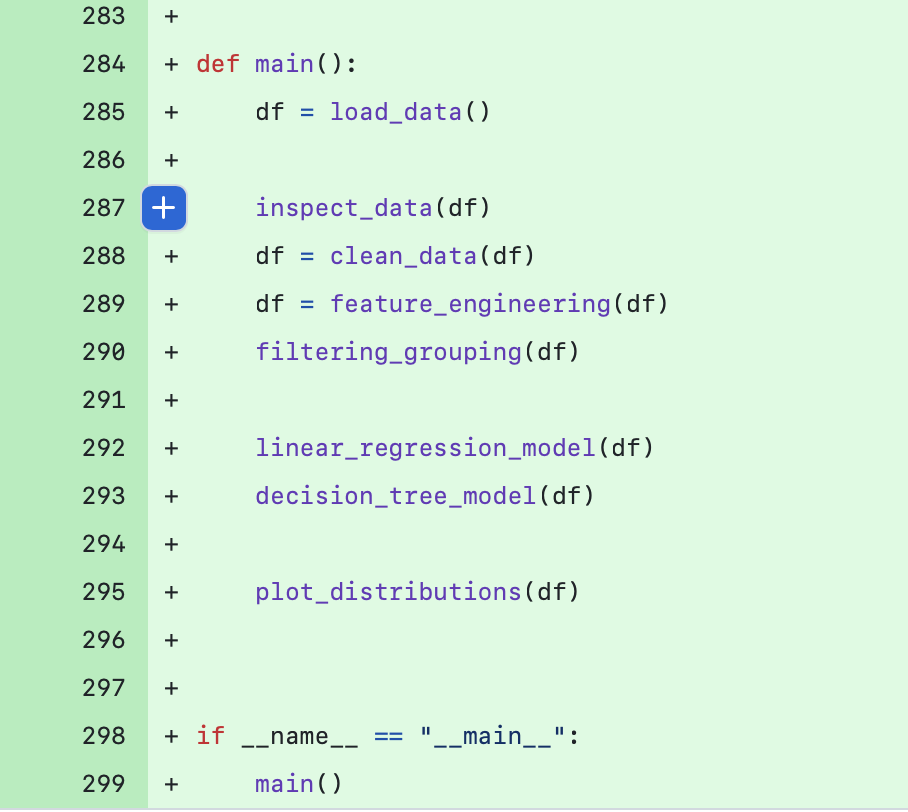 283 +
284 + def main():
285 +     df = load_data()
286 +
287 +     inspect_data(df)
288 +     df = clean_data(df)
289 +     df = feature_engineering(df)
290 +     filtering_grouping(df)
291 +
292 +     linear_regression_model(df)
293 +     decision_tree_model(df)
294 +
295 +     plot_distributions(df)
296 +
297 +
298 + if __name__ == "__main__":
299 +     main()